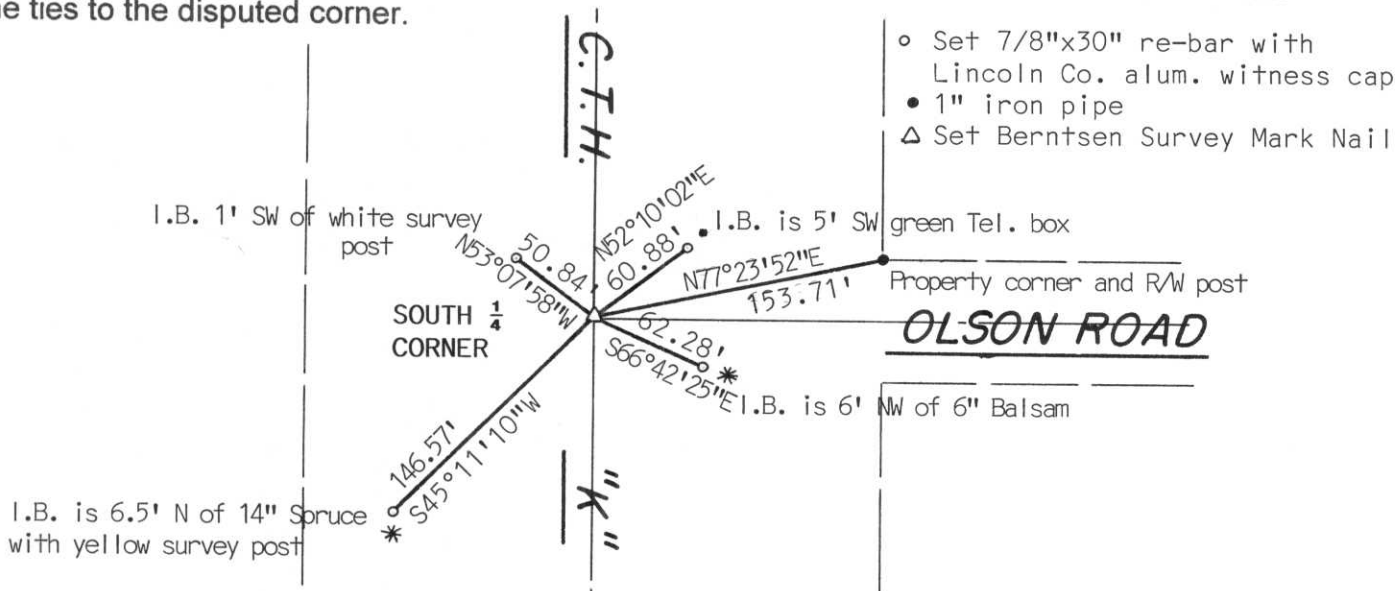 e ties to the disputed corner.
C.T.H.
○ Set 7/8"x30" re-bar with
Lincoln Co. alum. witness cap
● 1" iron pipe
△ Set Berntsen Survey Mark Nail
I.B. 1' SW of white survey
post
50.84'
N53°07'58"W
N52°10'02"E
60.88'
I.B. is 5' SW green Tel. box
N77°23'52"E
153.71'
Property corner and R/W post
SOUTH 1/4
CORNER
OLSON ROAD
62.28'
S66°42'25"E
I.B. is 6' NW of 6" Balsam
146.57'
S45°11'10"W
"K"
I.B. is 6.5' N of 14" Spruce
with yellow survey post